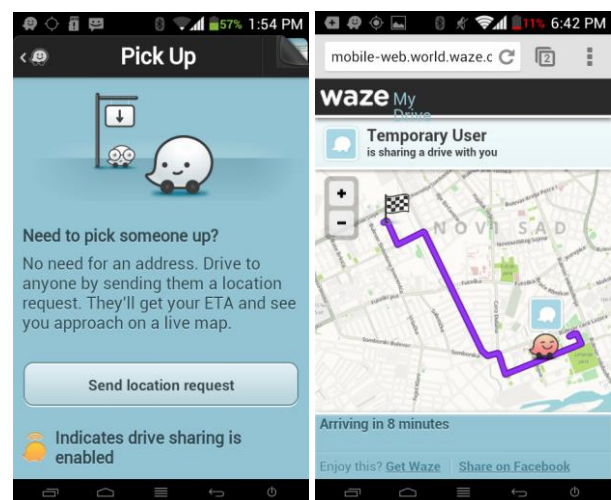 57% 1:54 PM
Pick Up
Need to pick someone up?
No need for an address. Drive to
anyone by sending them a location
request. They'll get your ETA and see
you approach on a live map.
Send location request
Indicates drive sharing is
enabled
11% 6:42 PM
mobile-web.world.waze.c
2
waze My
Drive
Temporary User
is sharing a drive with you
+
-
NOVI SAD
Arriving in 8 minutes
Enjoy this? Get Waze Share on Facebook